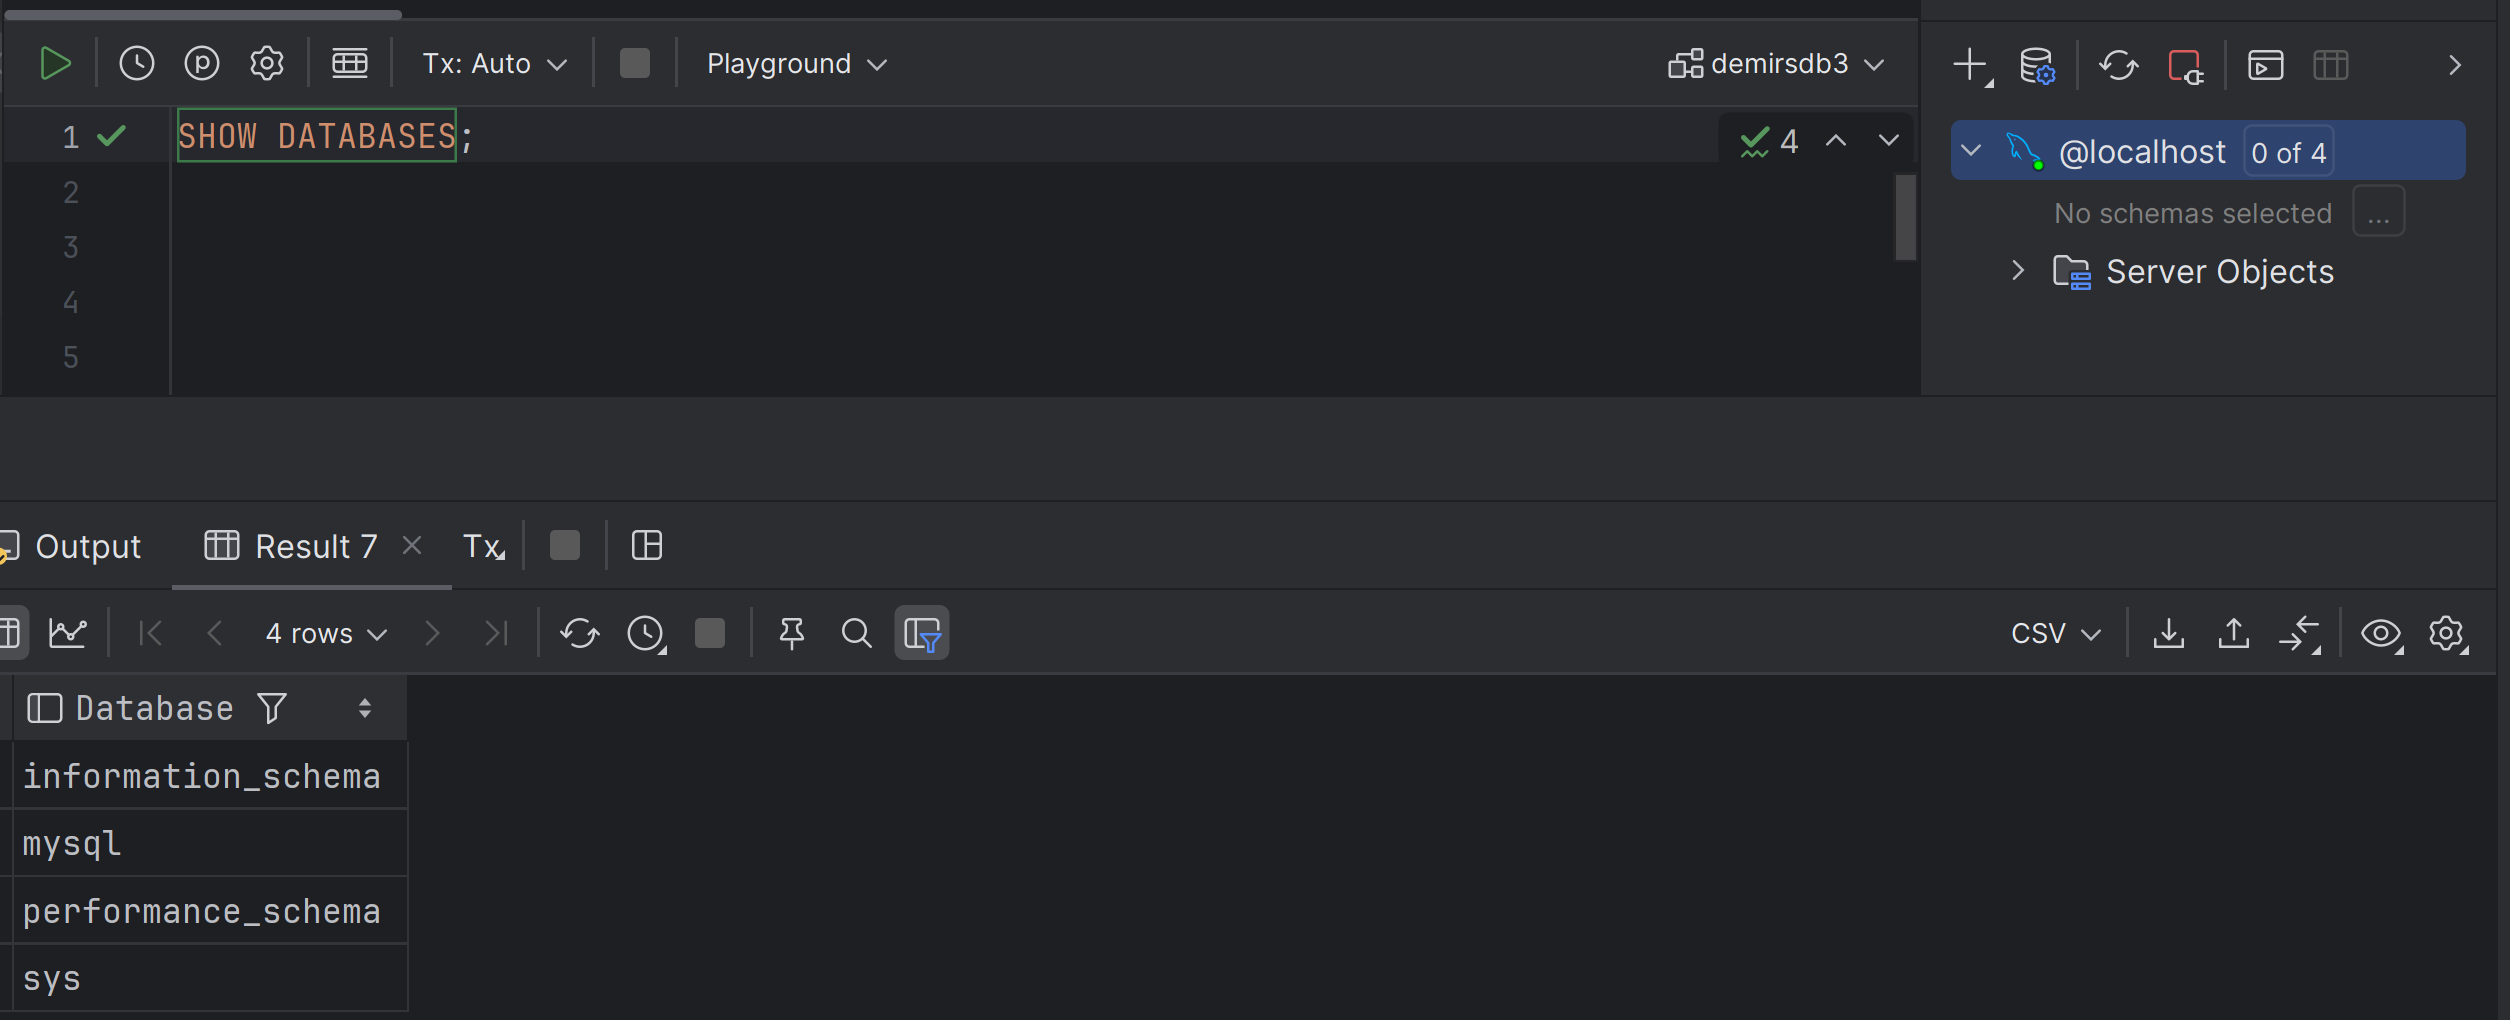 Tx: Auto
Playground
demirsdb3
1 SHOW DATABASES;
4
2
3
4
5
@localhost 0 of 4
No schemas selected ...
Server Objects
Output
Result 7
Tx
4 rows
CSV
Database
information_schema
mysql
performance_schema
sys